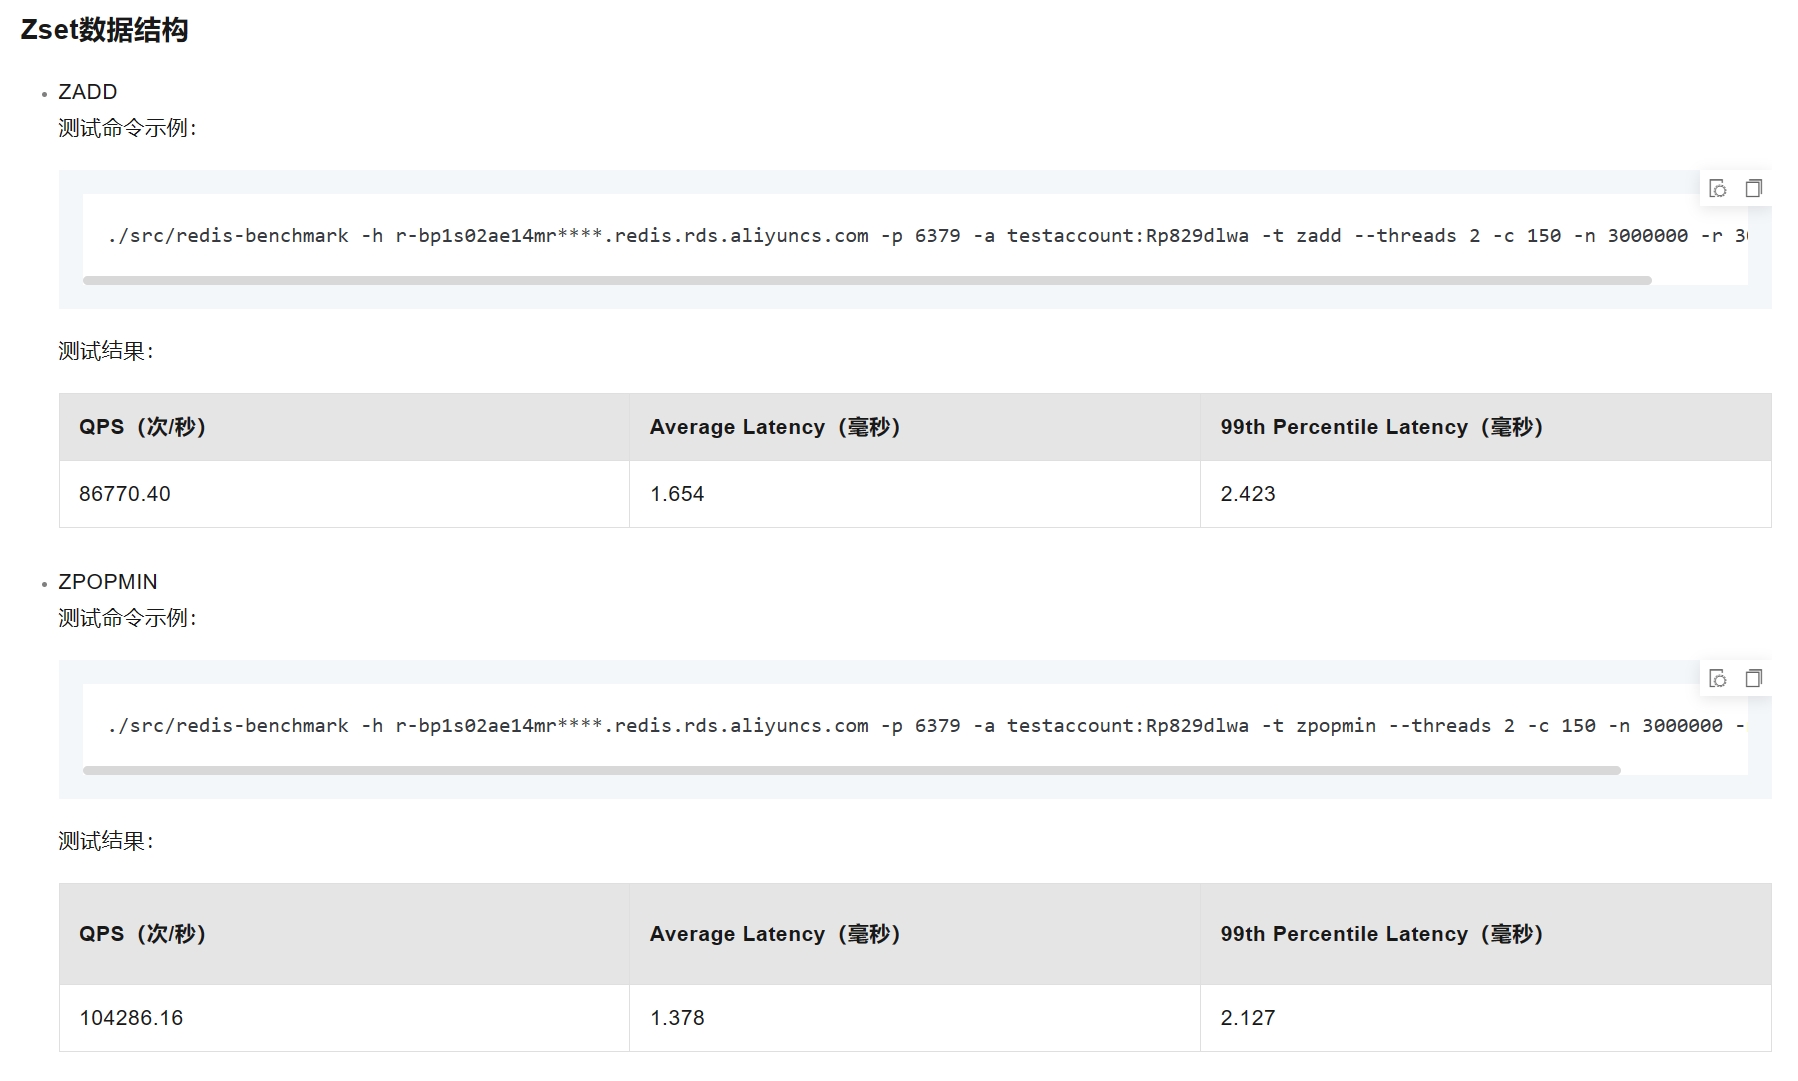 Zset数据结构
ZADD
测试命令示例：
./src/redis-benchmark -h r-bp1s02ae14mr****.redis.rds.aliyuncs.com -p 6379 -a testaccount:Rp829dlwa -t zadd --threads 2 -c 150 -n 3000000 -r 3
测试结果：
QPS（次/秒） Average Latency（毫秒） 99th Percentile Latency（毫秒）
86770.40 1.654 2.423
ZPOPMIN
测试命令示例：
./src/redis-benchmark -h r-bp1s02ae14mr****.redis.rds.aliyuncs.com -p 6379 -a testaccount:Rp829dlwa -t zpopmin --threads 2 -c 150 -n 3000000 -
测试结果：
QPS（次/秒） Average Latency（毫秒） 99th Percentile Latency（毫秒）
104286.16 1.378 2.127